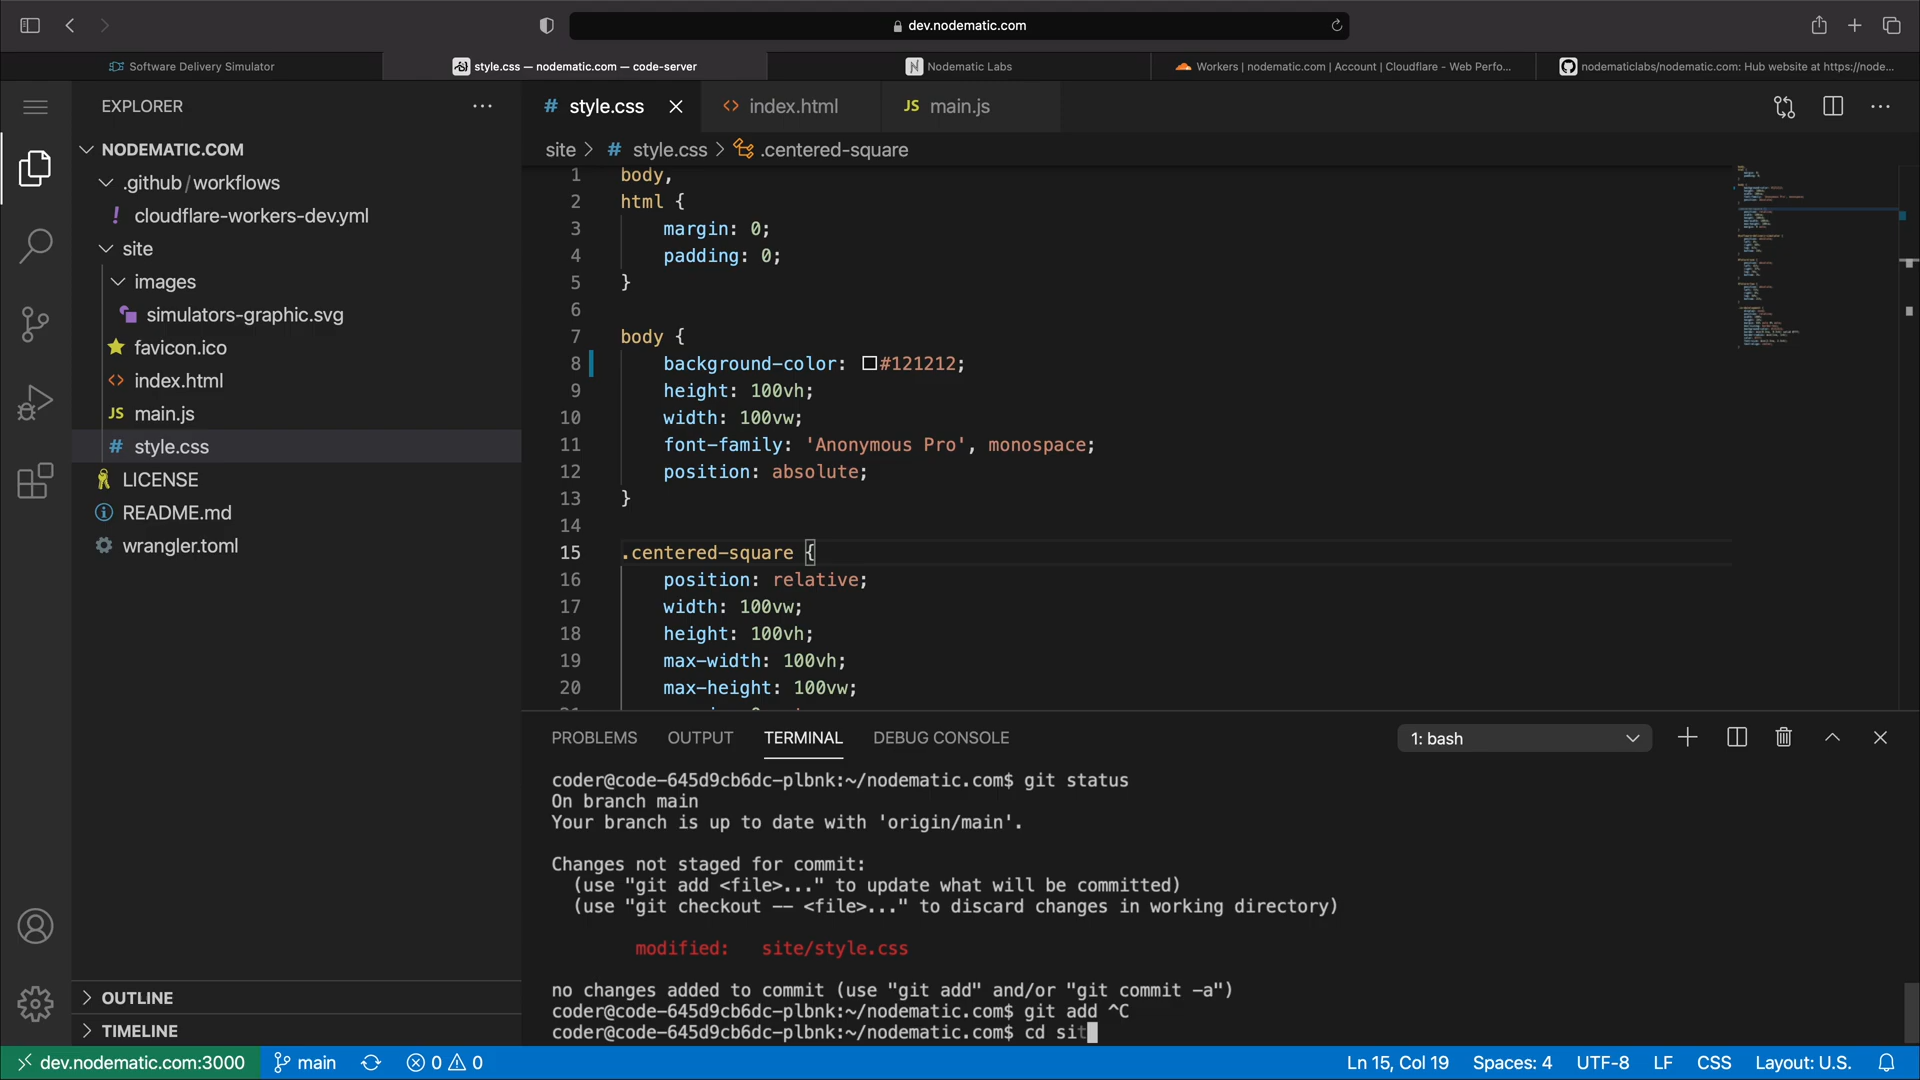 dev.nodematic.com
Software Delivery Simulator
style.css — nodematic.com — code-server
Nodematic Labs
Workers | nodematic.com | Account | Cloudflare - Web Perfo...
nodematiclabs/nodematic.com: Hub website at https://node...
EXPLORER
# style.css
<> index.html
JS main.js
NODEMATIC.COM
.github/workflows
! cloudflare-workers-dev.yml
site
images
simulators-graphic.svg
favicon.ico
<> index.html
JS main.js
# style.css
LICENSE
README.md
wrangler.toml
OUTLINE
TIMELINE
site > # style.css > .centered-square
1 body,
2 html {
3 margin: 0;
4 padding: 0;
5 }
6
7 body {
8 background-color: #121212;
9 height: 100vh;
10 width: 100vw;
11 font-family: 'Anonymous Pro', monospace;
12 position: absolute;
13 }
14
15 .centered-square {
16 position: relative;
17 width: 100vw;
18 height: 100vh;
19 max-width: 100vh;
20 max-height: 100vw;
PROBLEMS OUTPUT TERMINAL DEBUG CONSOLE
1: bash
coder@code-645d9cb6dc-plbnk:~/nodematic.com$ git status
On branch main
Your branch is up to date with 'origin/main'.
Changes not staged for commit:
(use "git add <file>..." to update what will be committed)
(use "git checkout -- <file>..." to discard changes in working directory)
modified: site/style.css
no changes added to commit (use "git add" and/or "git commit -a")
coder@code-645d9cb6dc-plbnk:~/nodematic.com$ git add ^C
coder@code-645d9cb6dc-plbnk:~/nodematic.com$ cd sit
dev.nodematic.com:3000
main
0 0
Ln 15, Col 19
Spaces: 4
UTF-8
LF
CSS
Layout: U.S.